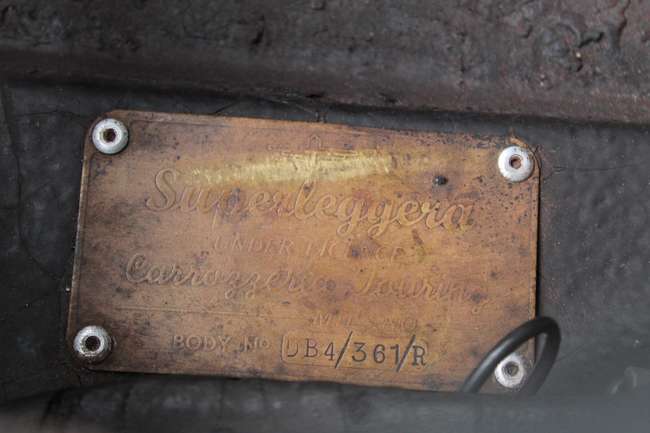 Superleggera
UNDER LICENCE
Carrozzeria Touring
MILANO
BODY No DB4/361/R